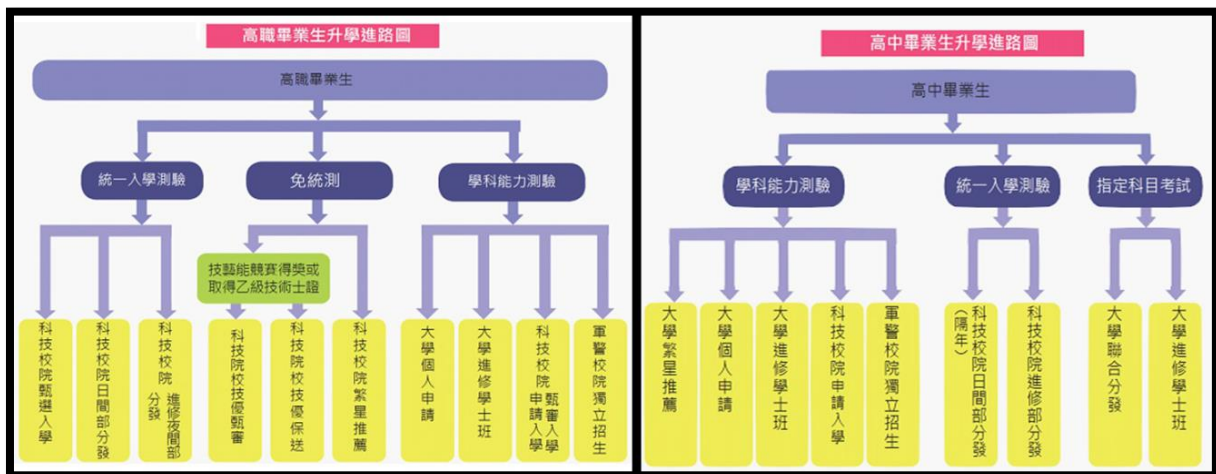 高職畢業生升學進路圖
高職畢業生
統一入學測驗
免統測
學科能力測驗
技藝能競賽得獎或
取得乙級技術士證
科技校院甄選入學
科技校院日間部分發
科技校院
進修夜間部
分發
科技院校技優甄審
科技院校技優保送
科技校院繁星推薦
大學個人申請
大學進修學士班
科技校院
甄審入學
申請入學
軍警校院獨立招生
高中畢業生升學進路圖
高中畢業生
學科能力測驗
統一入學測驗
指定科目考試
大學繁星推薦
大學個人申請
大學進修學士班
科技校院申請入學
軍警校院獨立招生
科技校院日間部分發
(隔年)
科技校院進修部分發
大學聯合分發
大學進修學士班